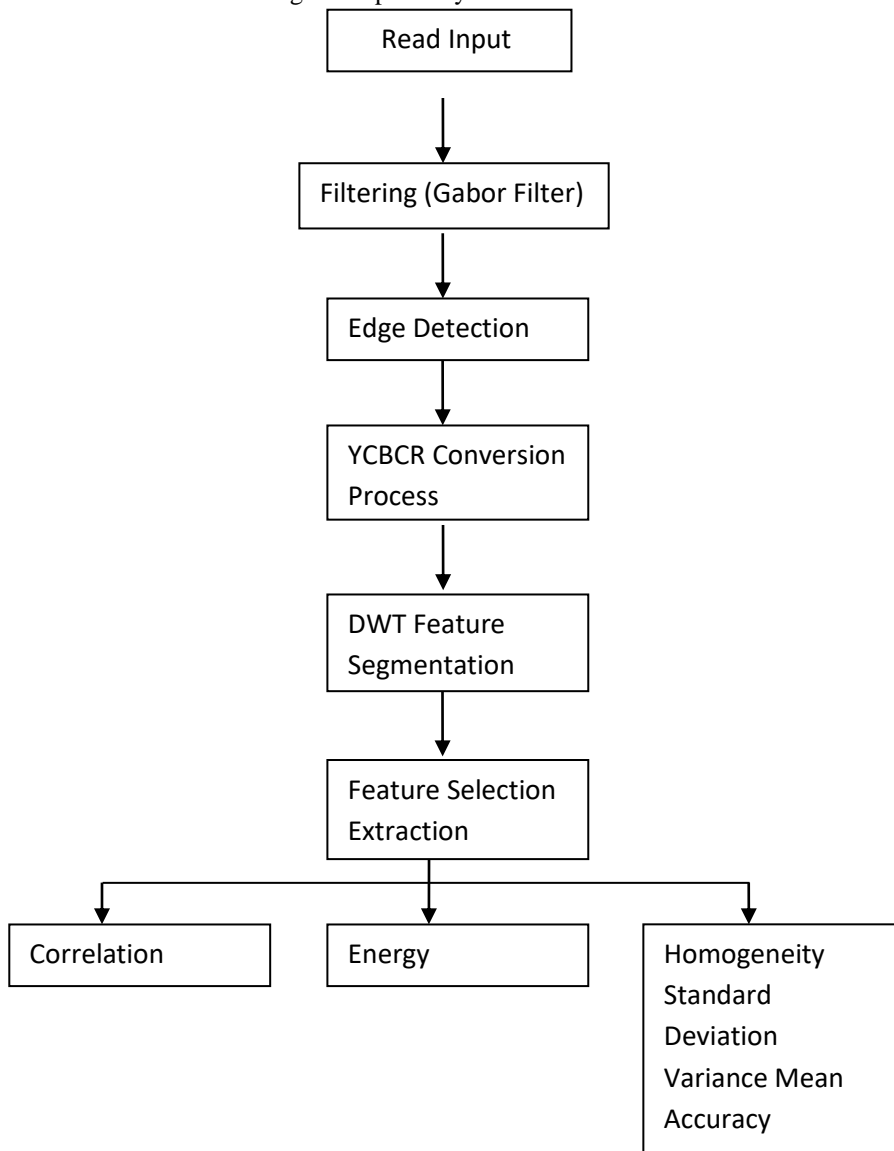 Read Input
Filtering (Gabor Filter)
Edge Detection
YCBCR Conversion
Process
DWT Feature
Segmentation
Feature Selection
Extraction
Correlation
Energy
Homogeneity
Standard
Deviation
Variance Mean
Accuracy